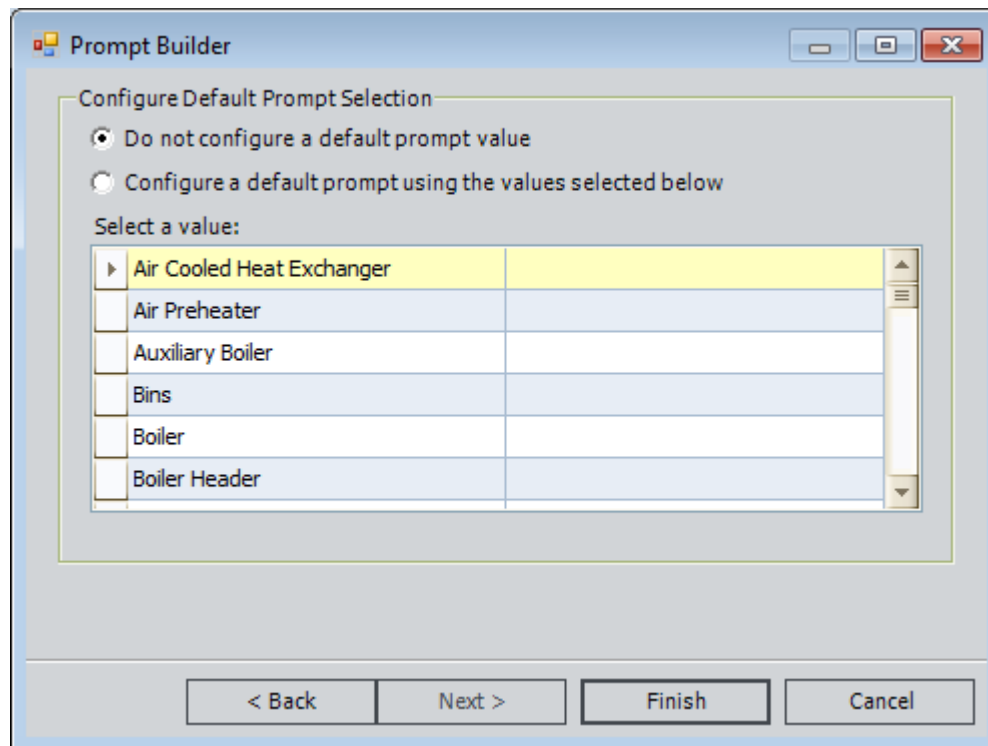 Prompt Builder
Configure Default Prompt Selection
Do not configure a default prompt value
Configure a default prompt using the values selected below
Select a value:
Air Cooled Heat Exchanger
Air Preheater
Auxiliary Boiler
Bins
Boiler
Boiler Header
< Back Next > Finish Cancel